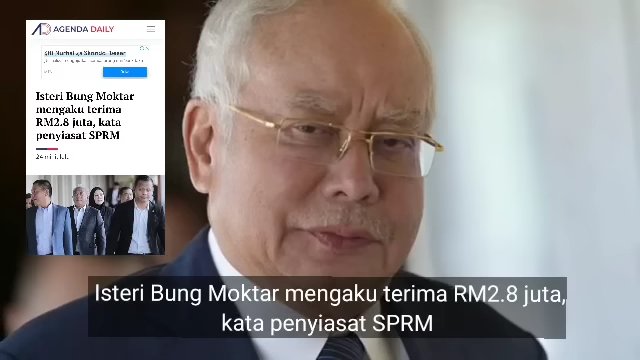 AGENDA DAILY
Isteri Bung Moktar
mengaku terima
RM2.8 juta, kata
penyiasat SPRM
Isteri Bung Moktar mengaku terima RM2.8 juta,
kata penyiasat SPRM